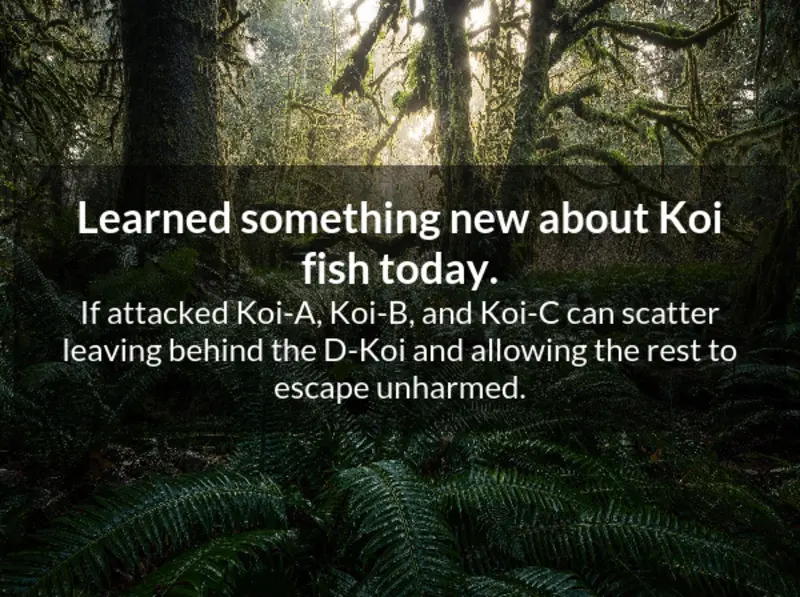 Learned something new about Koi
fish today.
If attacked Koi-A, Koi-B, and Koi-C can scatter
leaving behind the D-Koi and allowing the rest to
escape unharmed.